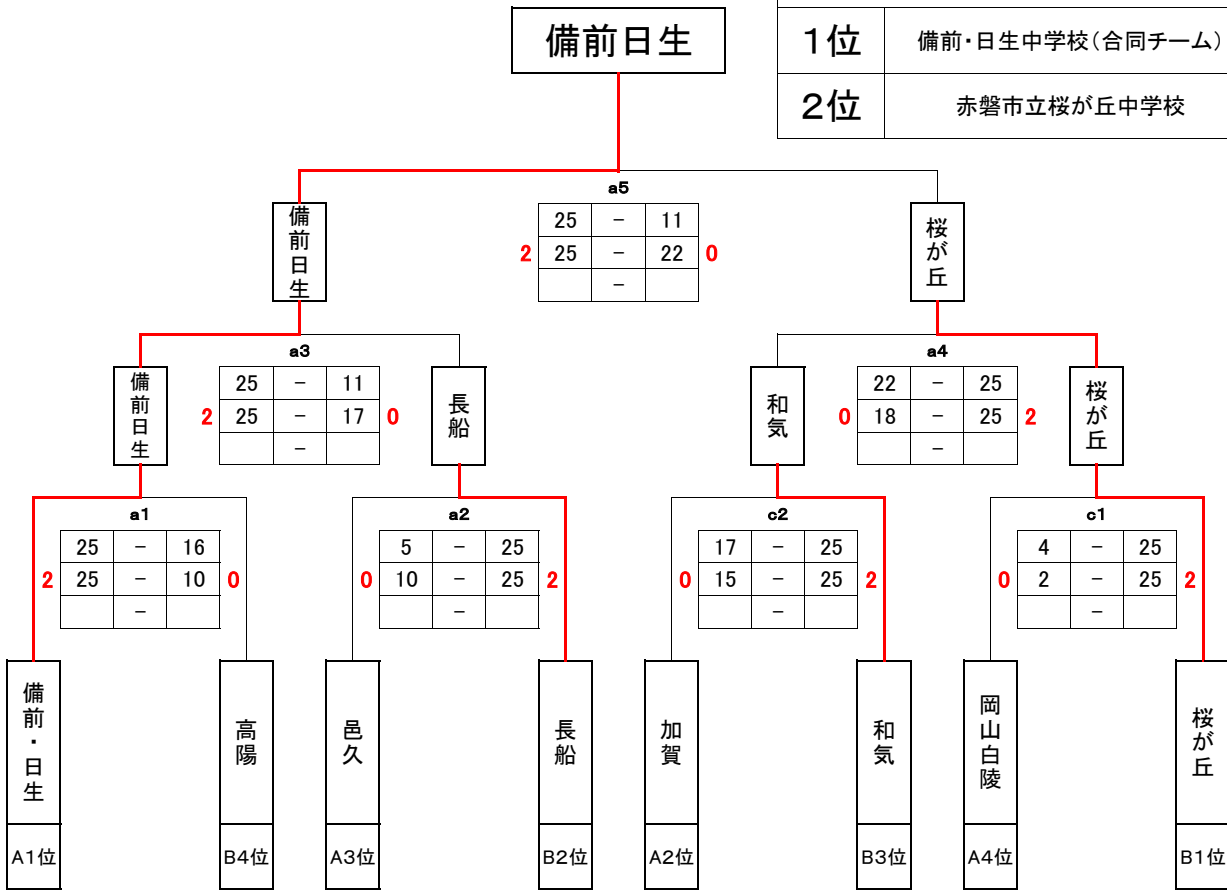 備前日生
1位 備前・日生中学校(合同チーム)
2位 赤磐市立桜が丘中学校
a5
備前日生
桜が丘
25 - 11
2 25 - 22 0
-
a3
a4
備前日生
長船
和気
桜が丘
25 - 11
2 25 - 17 0
-
22 - 25
0 18 - 25 2
-
a1
a2
c2
c1
25 - 16
2 25 - 10 0
-
5 - 25
0 10 - 25 2
-
17 - 25
0 15 - 25 2
-
4 - 25
0 2 - 25 2
-
備前・日生
高陽
邑久
長船
加賀
和気
岡山白陵
桜が丘
A1位
B4位
A3位
B2位
A2位
B3位
A4位
B1位